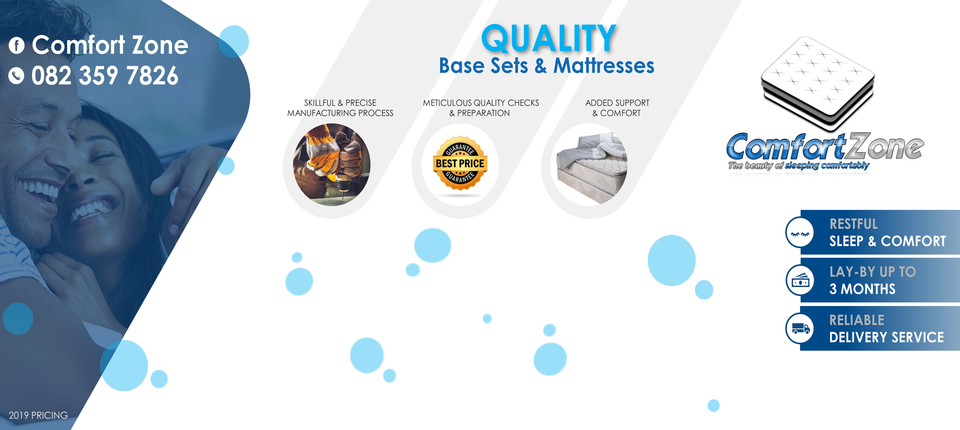 Comfort Zone
082 359 7826
QUALITY
Base Sets & Mattresses
SKILLFUL & PRECISE
MANUFACTURING PROCESS
METICULOUS QUALITY CHECKS
& PREPARATION
ADDED SUPPORT
& COMFORT
GUARANTEE
BEST PRICE
GUARANTEE
ComfortZone
The beauty of sleeping comfortably
RESTFUL
SLEEP & COMFORT
LAY-BY UP TO
3 MONTHS
RELIABLE
DELIVERY SERVICE
2019 PRICING